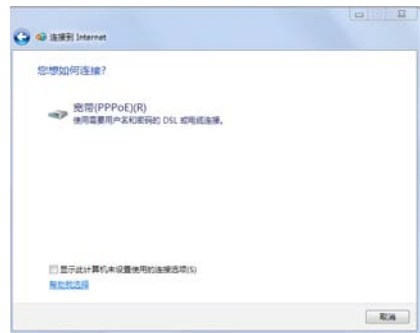 连接到 Internet
您想如何连接?
宽带(PPPoE)(R)
使用需要用户名和密码的 DSL 或电缆连接。
显示此计算机未设置使用的连接选项(S)
帮助我选择
取消